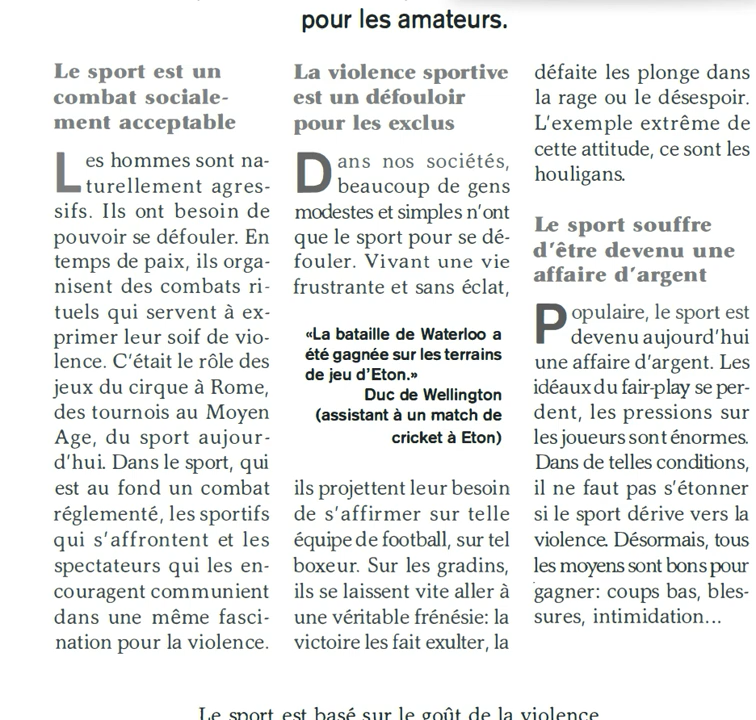 pour les amateurs.
Le sport est un
combat sociale-
ment acceptable
Les hommes sont na-
turellement agres-
sifs. Ils ont besoin de
pouvoir se défouler. En
temps de paix, ils orga-
nisent des combats ri-
tuels qui servent à ex-
primer leur soif de vio-
lence. C'était le rôle des
jeux du cirque à Rome,
des tournois au Moyen
Age, du sport aujour-
d'hui. Dans le sport, qui
est au fond un combat
réglementé, les sportifs
qui s'affrontent et les
spectateurs qui les en-
couragent communient
dans une même fasci-
nation pour la violence.
La violence sportive
est un défouloir
pour les exclus
Dans nos sociétés,
beaucoup de gens
modestes et simples n'ont
que le sport pour se dé-
fouler. Vivant une vie
frustrante et sans éclat,
«La bataille de Waterloo a
été gagnée sur les terrains
de jeu d'Eton.»
Duc de Wellington
(assistant à un match de
cricket à Eton)
ils projettent leur besoin
de s'affirmer sur telle
équipe de football, sur tel
boxeur. Sur les gradins,
ils se laissent vite aller à
une véritable frénésie: la
victoire les fait exulter, la
défaite les plonge dans
la rage ou le désespoir.
L'exemple extrême de
cette attitude, ce sont les
houligans.
Le sport souffre
d'être devenu une
affaire d'argent
Populaire, le sport est
devenu aujourd'hui
une affaire d'argent. Les
idéaux du fair-play se per-
dent, les pressions sur
les joueurs sont énormes.
Dans de telles conditions,
il ne faut pas s'étonner
si le sport dérive vers la
violence. Désormais, tous
les moyens sont bons pour
gagner: coups bas, bles-
sures, intimidation...
Le sport est basé sur le goût de la violence